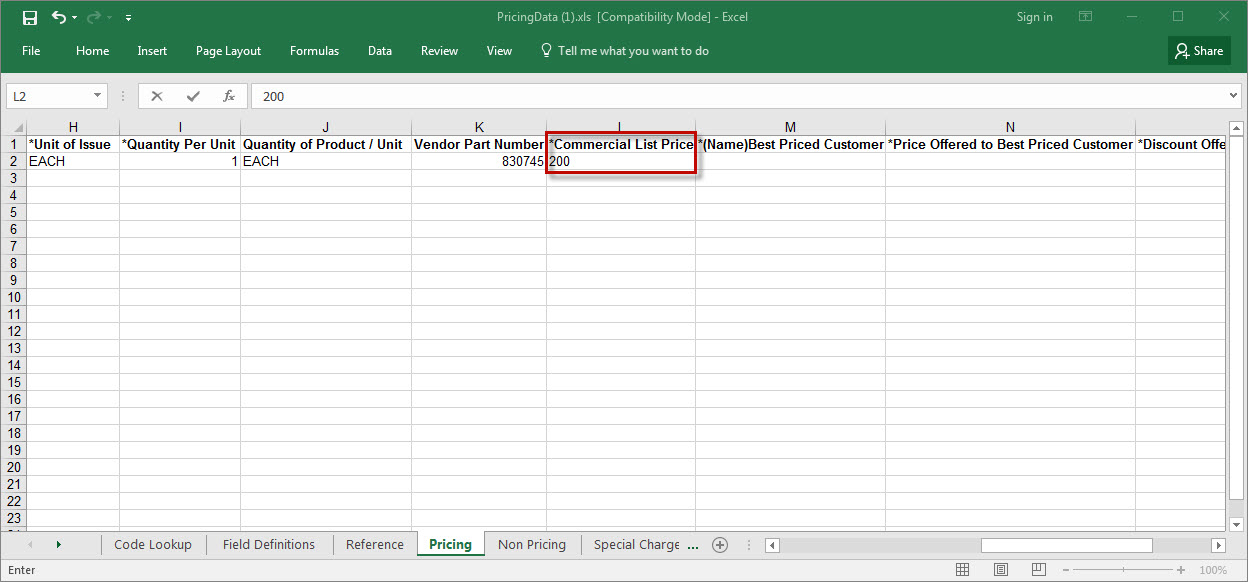 PricingData (1).xls [Compatibility Mode] - Excel
Sign in
File Home Insert Page Layout Formulas Data Review View Tell me what you want to do Share
L2 fx 200
H I J K L M N
1 *Unit of Issue *Quantity Per Unit Quantity of Product / Unit Vendor Part Number *Commercial List Price *(Name)Best Priced Customer *Price Offered to Best Priced Customer *Discount Offe
2 EACH 1 EACH 830745 200
3
4
5
6
7
8
9
10
11
12
13
14
15
16
17
18
19
20
21
22
23
Code Lookup Field Definitions Reference Pricing Non Pricing Special Charge ...
Enter 100%